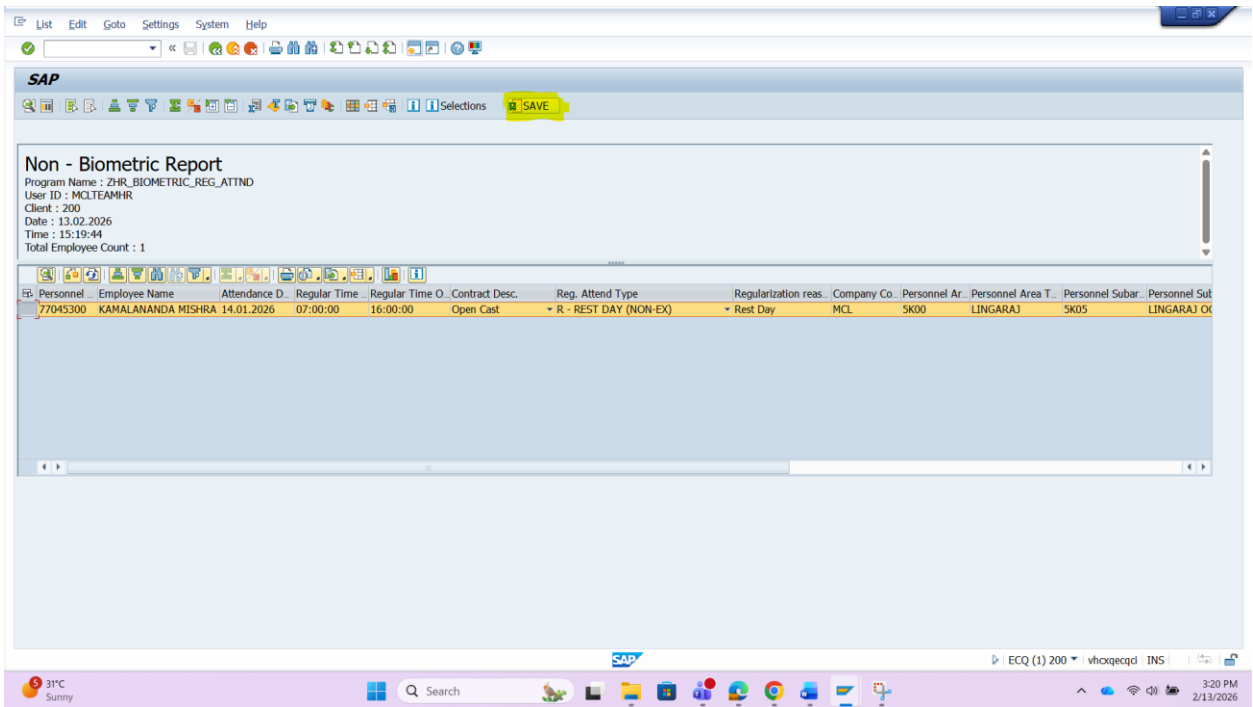 List Edit Goto Settings System Help
SAP
Selections SAVE
Non - Biometric Report
Program Name : ZHR_BIOMETRIC_REG_ATTND
User ID : MCLTEAMHR
Client : 200
Date : 13.02.2026
Time : 15:19:44
Total Employee Count : 1
Personnel ... Employee Name Attendance D... Regular Time ... Regular Time O... Contract Desc. Reg. Attend Type Regularization reas... Company Co... Personnel Ar... Personnel Area T... Personnel Subar... Personnel Sub
77045300 KAMALANANDA MISHRA 14.01.2026 07:00:00 16:00:00 Open Cast R - REST DAY (NON-EX) Rest Day MCL 5K00 LINGARAJ 5K05 LINGARAJ OC
SAP
ECQ (1) 200 vhcxqecqci INS
5 31°C
Sunny
Search
3:20 PM
2/13/2026